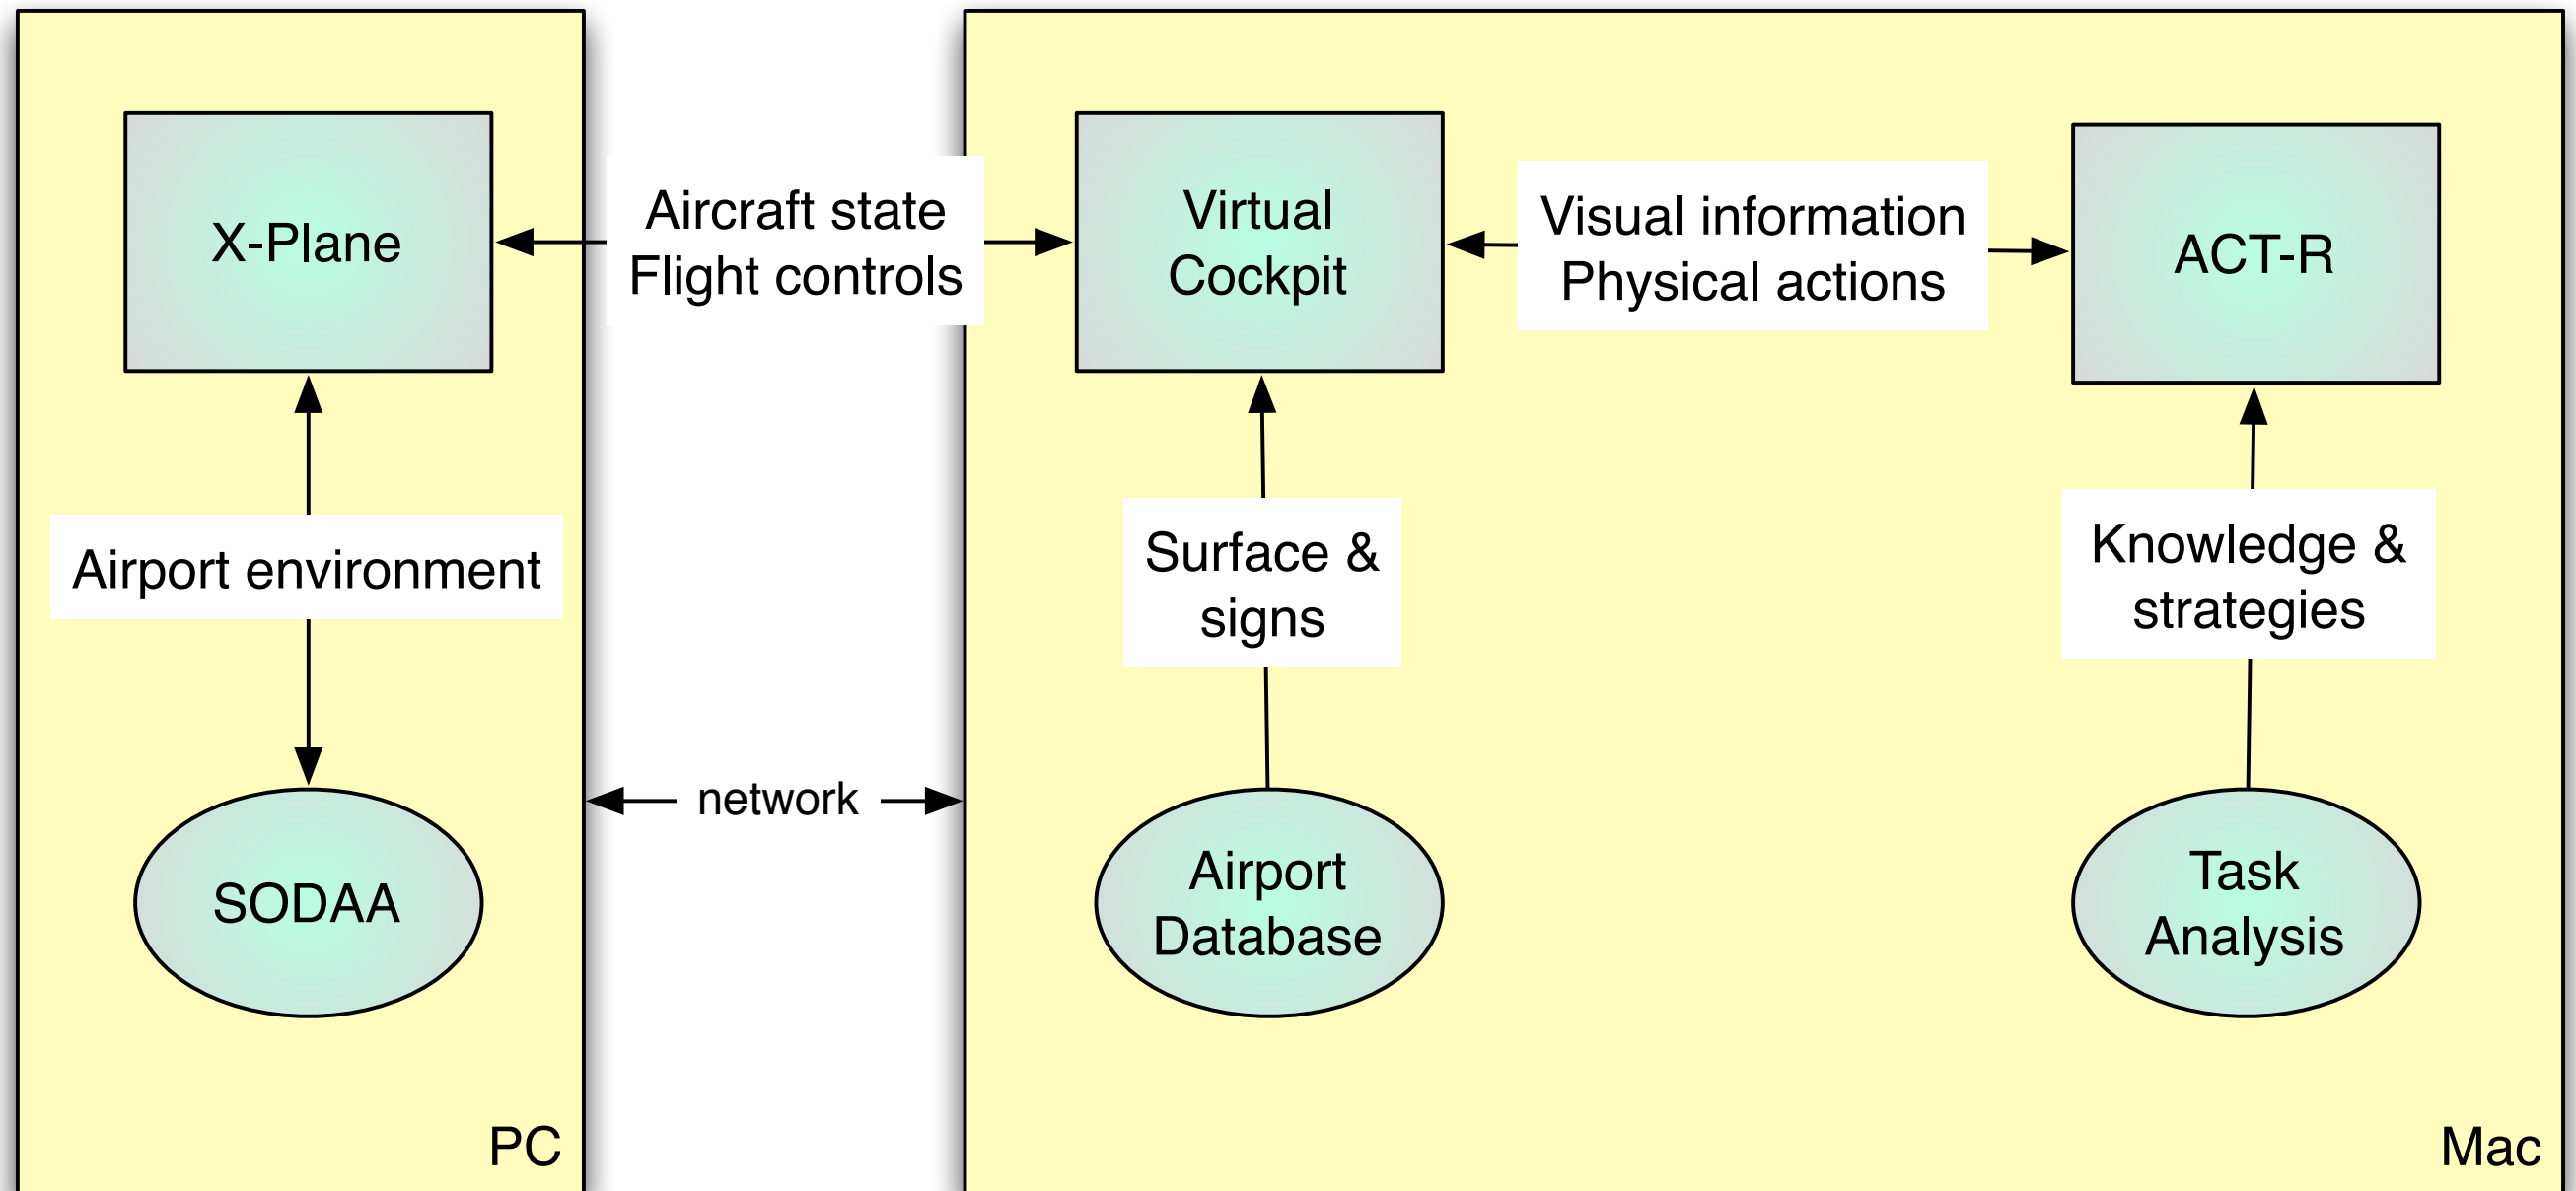 X-Plane
Aircraft state
Flight controls
Virtual
Cockpit
Visual information
Physical actions
ACT-R
Airport environment
Surface &
signs
Knowledge &
strategies
network
SODAA
Airport
Database
Task
Analysis
PC
Mac